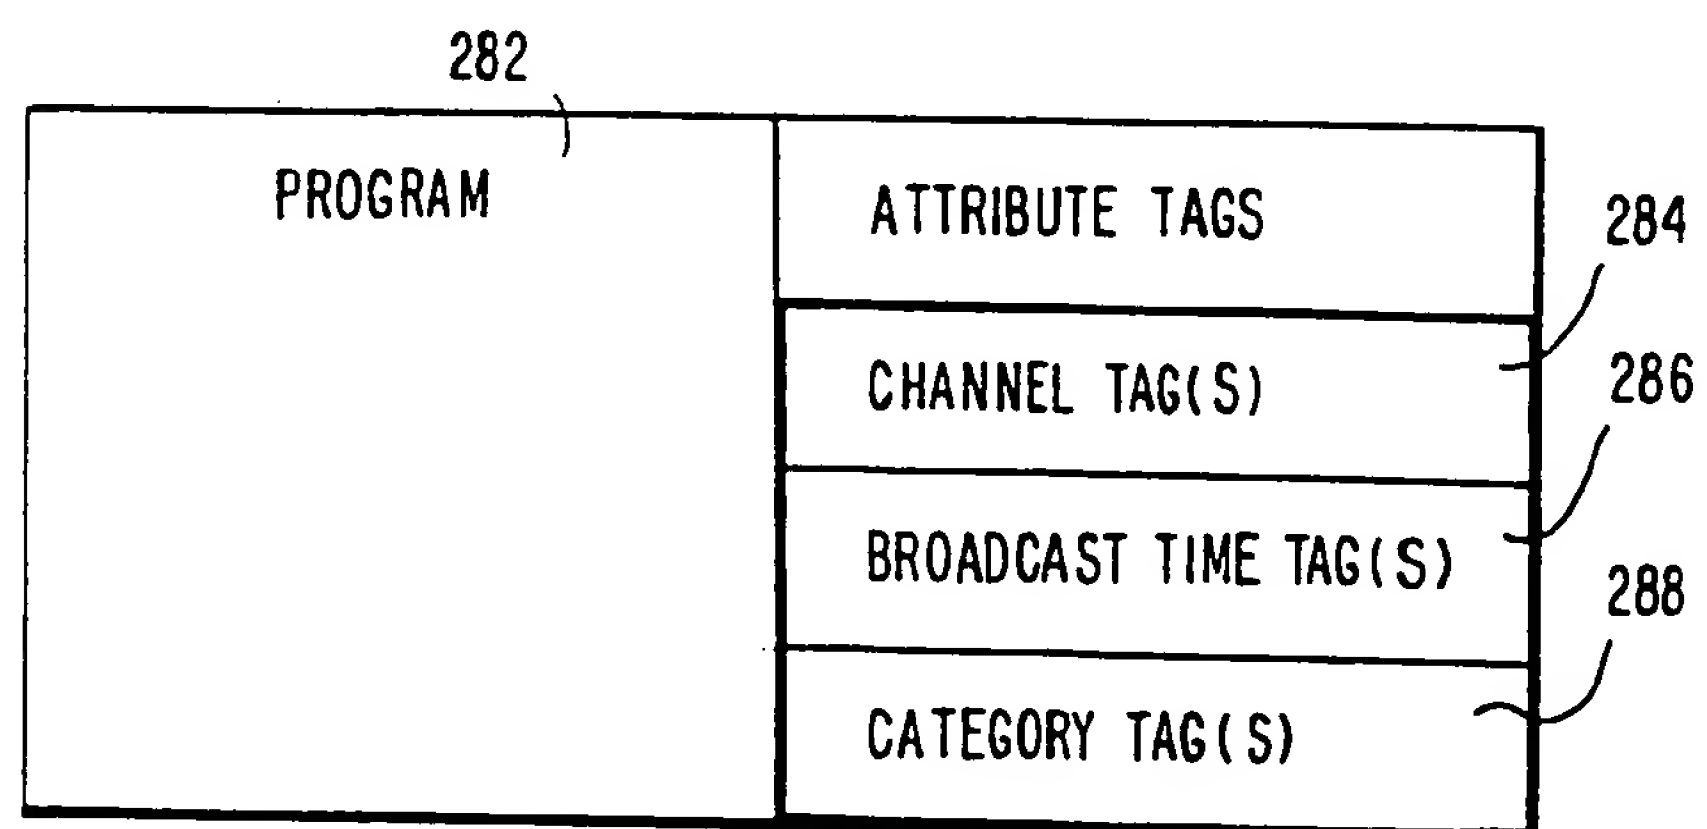 282
PROGRAM
ATTRIBUTE TAGS
284
CHANNEL TAG(S)
286
BROADCAST TIME TAG(S)
288
CATEGORY TAG(S)